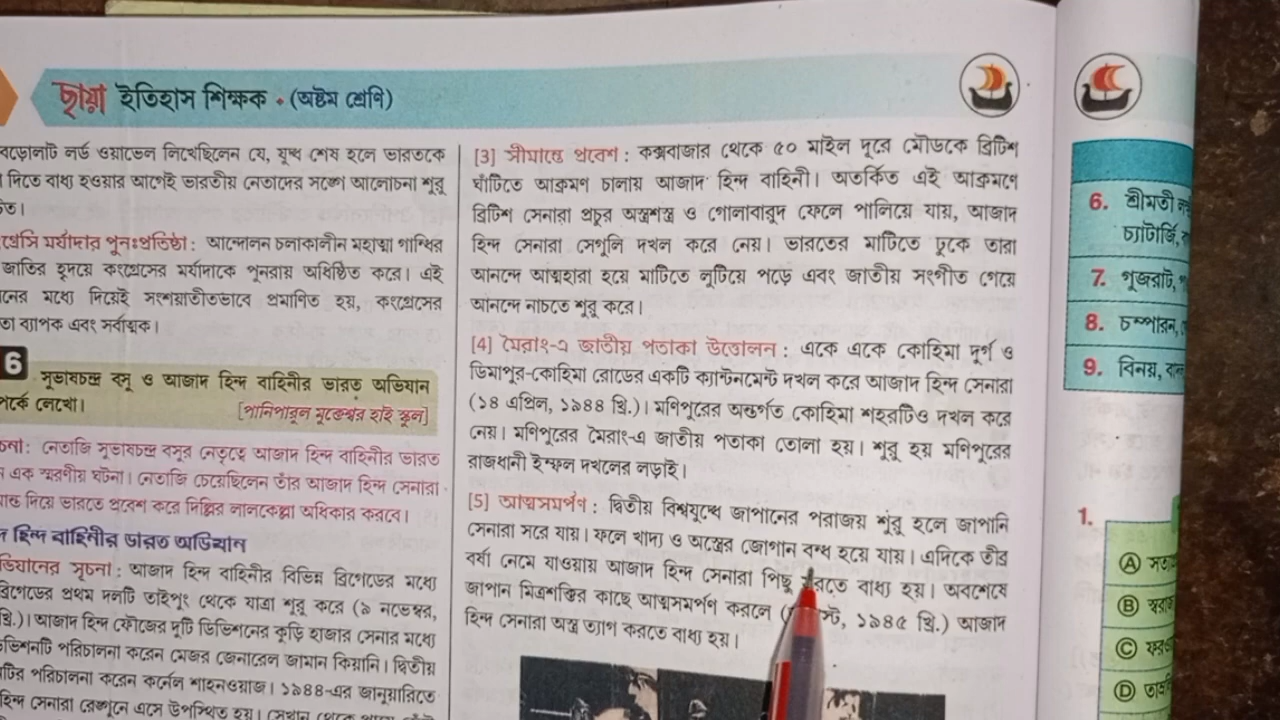 ছায়া ইতিহাস শিক্ষক • (অষ্টম শ্রেণি)
বড়োলাট লর্ড ওয়াভেল লিখেছিলেন যে, যুদ্ধ শেষ হলে ভারতকে
দিতে বাধ্য হওয়ার আগেই ভারতীয় নেতাদের সঙ্গে আলোচনা শুরু
মর্যাদার পুনঃপ্রতিষ্ঠা : আন্দোলন চলাকালীন মহাত্মা গান্ধির
জাতির হৃদয়ে কংগ্রেসের মর্যাদাকে পুনরায় অধিষ্ঠিত করে। এই
মধ্যে দিয়েই সংশয়াতীতভাবে প্রমাণিত হয়, কংগ্রেসের
ব্যাপক এবং সর্বাত্মক।
6 সুভাষচন্দ্র বসু ও আজাদ হিন্দ বাহিনীর ভারত অভিযান
লেখো। [পানিপারুল মুক্তেশ্বর হাই স্কুল]
নেতাজি সুভাষচন্দ্র বসুর নেতৃত্বে আজাদ হিন্দ বাহিনীর ভারত
এক স্মরণীয় ঘটনা। নেতাজি চেয়েছিলেন তাঁর আজাদ হিন্দ সেনারা
দিয়ে ভারতে প্রবেশ করে দিল্লির লালকেল্লা অধিকার করবে।
হিন্দ বাহিনীর ভারত অভিযান
সূচনা : আজাদ হিন্দ বাহিনীর বিভিন্ন ব্রিগেডের মধ্যে
ব্রিগেডের প্রথম দলটি তাইপুং থেকে যাত্রা শুরু করে (৯ নভেম্বর,
আজাদ হিন্দ ফৌজের দুটি ডিভিশনের কুড়ি হাজার সেনার মধ্যে
পরিচালনা করেন মেজর জেনারেল জামান কিয়ানি। দ্বিতীয়
পরিচালনা করেন কর্নেল শাহনওয়াজ। ১৯৪৪-এর জানুয়ারিতে
হিন্দ সেনারা রেঙ্গুনে এসে উপস্থিত হয়।
[3] সীমান্তে প্রবেশ : কক্সবাজার থেকে ৫০ মাইল দূরে মৌডকে ব্রিটিশ
ঘাঁটিতে আক্রমণ চালায় আজাদ হিন্দ বাহিনী। অতর্কিত এই আক্রমণে
ব্রিটিশ সেনারা প্রচুর অস্ত্রশস্ত্র ও গোলাবারুদ ফেলে পালিয়ে যায়, আজাদ
হিন্দ সেনারা সেগুলি দখল করে নেয়। ভারতের মাটিতে ঢুকে তারা
আনন্দে আত্মহারা হয়ে মাটিতে লুটিয়ে পড়ে এবং জাতীয় সংগীত গেয়ে
আনন্দে নাচতে শুরু করে।
[4] মৈরাং-এ জাতীয় পতাকা উত্তোলন : একে একে কোহিমা দুর্গ ও
ডিমাপুর-কোহিমা রোডের একটি ক্যান্টনমেন্ট দখল করে আজাদ হিন্দ সেনারা
(১৪ এপ্রিল, ১৯৪৪ খ্রি.)। মণিপুরের অন্তর্গত কোহিমা শহরটিও দখল করে
নেয়। মণিপুরের মৈরাং-এ জাতীয় পতাকা তোলা হয়। শুরু হয় মণিপুরের
রাজধানী ইম্ফল দখলের লড়াই।
[5] আত্মসমর্পণ : দ্বিতীয় বিশ্বযুদ্ধে জাপানের পরাজয় শুরু হলে জাপানি
সেনারা সরে যায়। ফলে খাদ্য ও অস্ত্রের জোগান বন্ধ হয়ে যায়। এদিকে তীব্র
বর্ষা নেমে যাওয়ায় আজাদ হিন্দ সেনারা পিছু বাধ্য হয়। অবশেষে
জাপান মিত্রশক্তির কাছে আত্মসমর্পণ করলে ১৯৪৫ খ্রি.) আজাদ
হিন্দ সেনারা অস্ত্র ত্যাগ করতে বাধ্য হয়।
6. শ্রীমতী
চ্যাটার্জি,
7. গুজরাট,
8. চম্পারন,
9. বিনয়,
1.
A
B
C
D